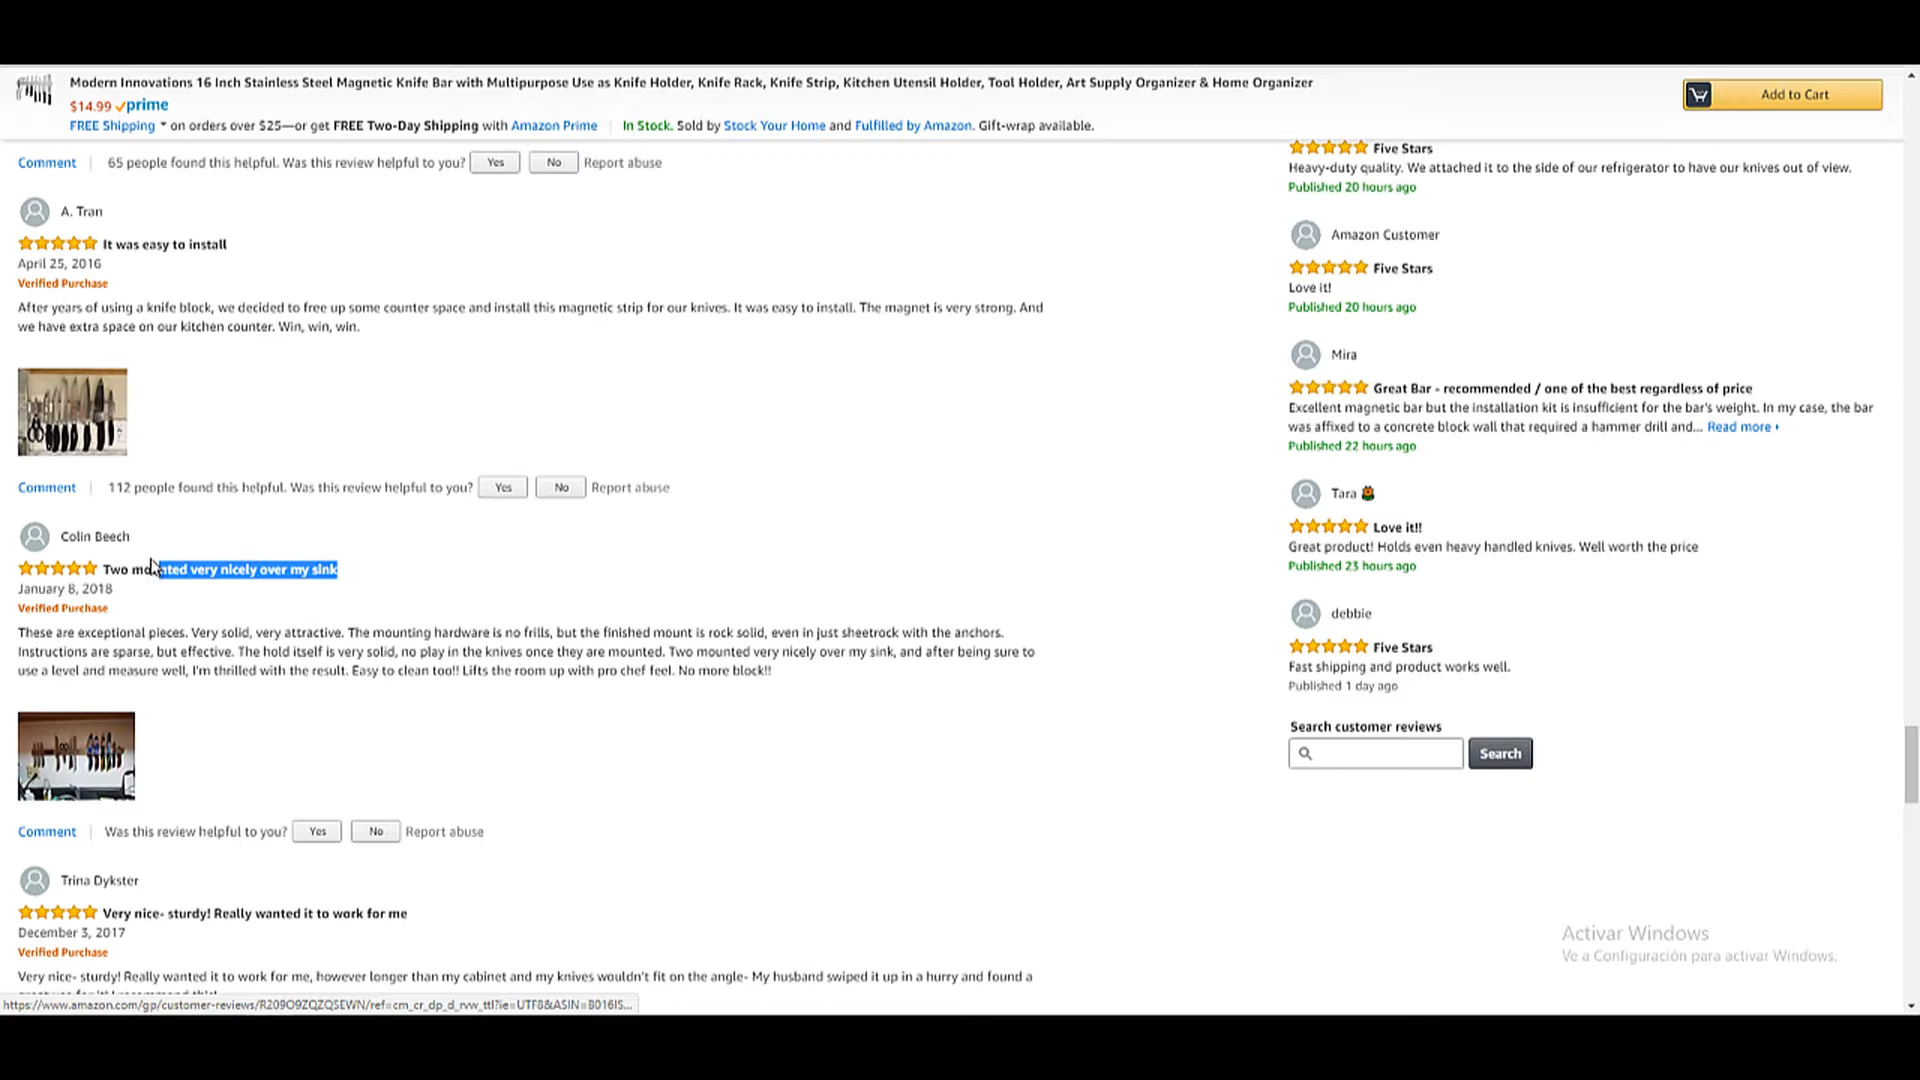 Modern Innovations 16 Inch Stainless Steel Magnetic Knife Bar with Multipurpose Use as Knife Holder, Knife Rack, Knife Strip, Kitchen Utensil Holder, Tool Holder, Art Supply Organizer & Home Organizer
$14.99 prime
Add to Cart
FREE Shipping on orders over $25—or get FREE Two-Day Shipping with Amazon Prime | In Stock. Sold by Stock Your Home and Fulfilled by Amazon. Gift-wrap available.
Comment | 65 people found this helpful. Was this review helpful to you? Yes No Report abuse
A. Tran
It was easy to install
April 25, 2016
Verified Purchase
After years of using a knife block, we decided to free up some counter space and install this magnetic strip for our knives. It was easy to install. The magnet is very strong. And
we have extra space on our kitchen counter. Win, win, win.
Comment | 112 people found this helpful. Was this review helpful to you? Yes No Report abuse
Colin Beech
Two mo nted very nicely over my sink
January 8, 2018
Verified Purchase
These are exceptional pieces. Very solid, very attractive. The mounting hardware is no frills, but the finished mount is rock solid, even in just sheetrock with the anchors.
Instructions are sparse, but effective. The hold itself is very solid, no play in the knives once they are mounted. Two mounted very nicely over my sink, and after being sure to
use a level and measure well, I'm thrilled with the result. Easy to clean too!! Lifts the room up with pro chef feel. No more block!!
Comment | Was this review helpful to you? Yes No Report abuse
Trina Dykster
Very nice- sturdy! Really wanted it to work for me
December 3, 2017
Verified Purchase
Very nice- sturdy! Really wanted it to work for me, however longer than my cabinet and my knives wouldn't fit on the angle- My husband swiped it up in a hurry and found a
https://www.amazon.com/gp/customer-reviews/R209O9ZQZQSEWN/ref=cm_cr_dp_d_rvw_ttl?ie=UTF8&ASIN=B016IS...
Five Stars
Heavy-duty quality. We attached it to the side of our refrigerator to have our knives out of view.
Published 20 hours ago
Amazon Customer
Five Stars
Love it!
Published 20 hours ago
Mira
Great Bar - recommended / one of the best regardless of price
Excellent magnetic bar but the installation kit is insufficient for the bar's weight. In my case, the bar
was affixed to a concrete block wall that required a hammer drill and... Read more
Published 22 hours ago
Tara
Love it!!
Great product! Holds even heavy handled knives. Well worth the price
Published 23 hours ago
debbie
Five Stars
Fast shipping and product works well.
Published 1 day ago
Search customer reviews
Search
Activar Windows
Ve a Configuración para activar Windows.